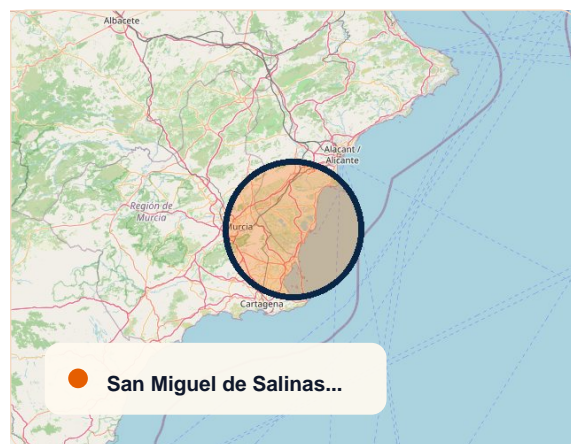 Albacete
Alacant /
Alicante
Región de
Murcia
Murcia
Cartagena
San Miguel de Salinas...